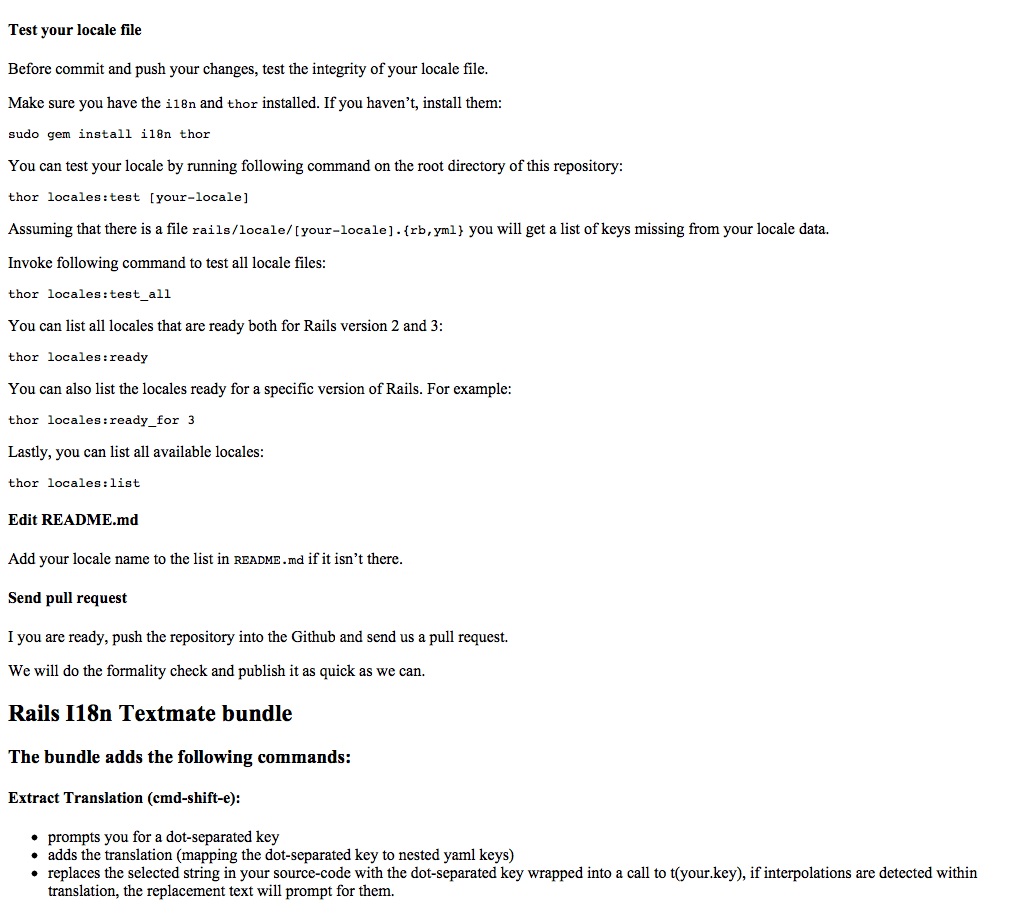 Test your locale file
Before commit and push your changes, test the integrity of your locale file.
Make sure you have the i18n and thor installed. If you haven’t, install them:
sudo gem install i18n thor
You can test your locale by running following command on the root directory of this repository:
thor locales:test [your-locale]
Assuming that there is a file rails/locale/[your-locale].{rb,yml} you will get a list of keys missing from your locale data.
Invoke following command to test all locale files:
thor locales:test_all
You can list all locales that are ready both for Rails version 2 and 3:
thor locales:ready
You can also list the locales ready for a specific version of Rails. For example:
thor locales:ready_for 3
Lastly, you can list all available locales:
thor locales:list
Edit README.md
Add your locale name to the list in README.md if it isn’t there.
Send pull request
I you are ready, push the repository into the Github and send us a pull request.
We will do the formality check and publish it as quick as we can.
Rails I18n Textmate bundle
The bundle adds the following commands:
Extract Translation (cmd-shift-e):
• prompts you for a dot-separated key
• adds the translation (mapping the dot-separated key to nested yaml keys)
• replaces the selected string in your source-code with the dot-separated key wrapped into a call to t(your.key), if interpolations are detected within
translation, the replacement text will prompt for them.